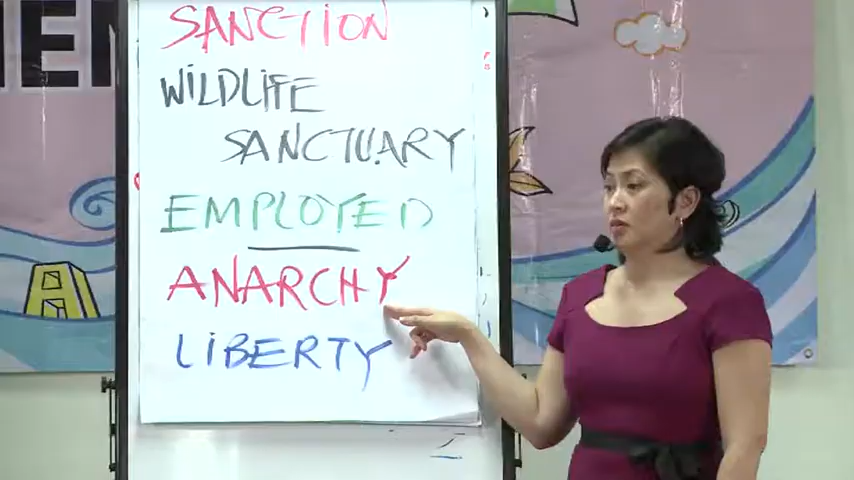 SANCTION
WILDLIFE
SANCTUARY
EMPLOYED
ANARCHY
LIBERTY